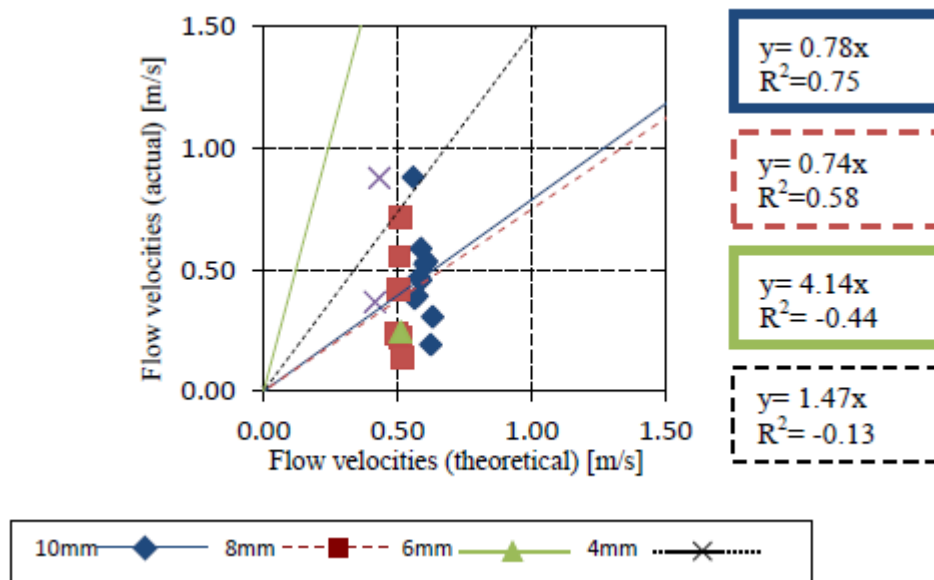 1.50
1.00
0.50
0.00
0.00 0.50 1.00 1.50
Flow velocities (actual) [m/s]
Flow velocities (theoretical) [m/s]
y= 0.78x
R²=0.75
y= 0.74x
R²=0.58
y= 4.14x
R²= -0.44
y= 1.47x
R²= -0.13
10mm 8mm 6mm 4mm